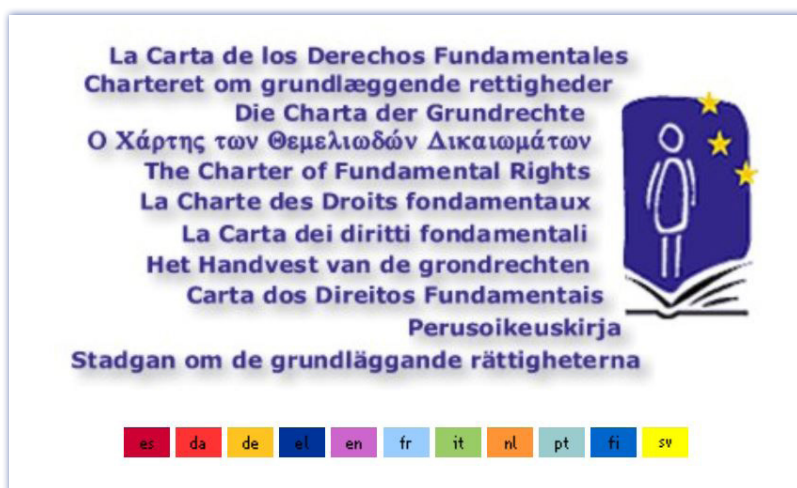 La Carta de los Derechos Fundamentales
Charteret om grundlæggende rettigheder
Die Charta der Grundrechte
Ο Χάρτης των Θεμελιωδών Δικαιωμάτων
The Charter of Fundamental Rights
La Charte des Droits fondamentaux
La Carta dei diritti fondamentali
Het Handvest van de grondrechten
Carta dos Direitos Fundamentais
Perusoikeuskirja
Stadgan om de grundläggande rättigheterna
es da de el en fr it nl pt fi sv